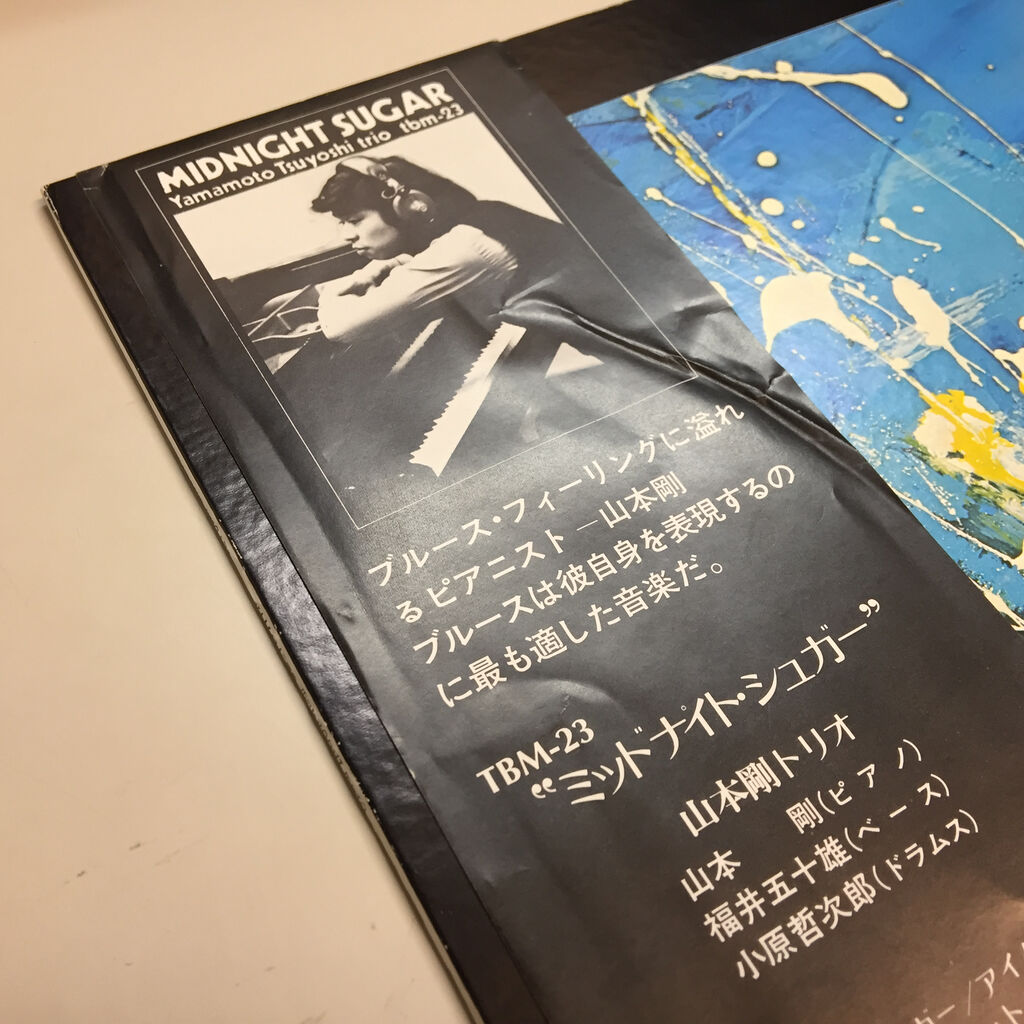 MIDNIGHT SUGAR
Yamamoto Tsuyoshi trio tbm-23
ブルース・フィーリングに溢れ
るピアニスト—山本剛
ブルースは彼自身を表現するの
に最も適した音楽だ。
TBM-23
“ミッドナイト・シュガー”
山本剛トリオ
山本 剛(ピアノ)
福井五十雄(ベース)
小原哲次郎(ドラムス)
ガー/アイ